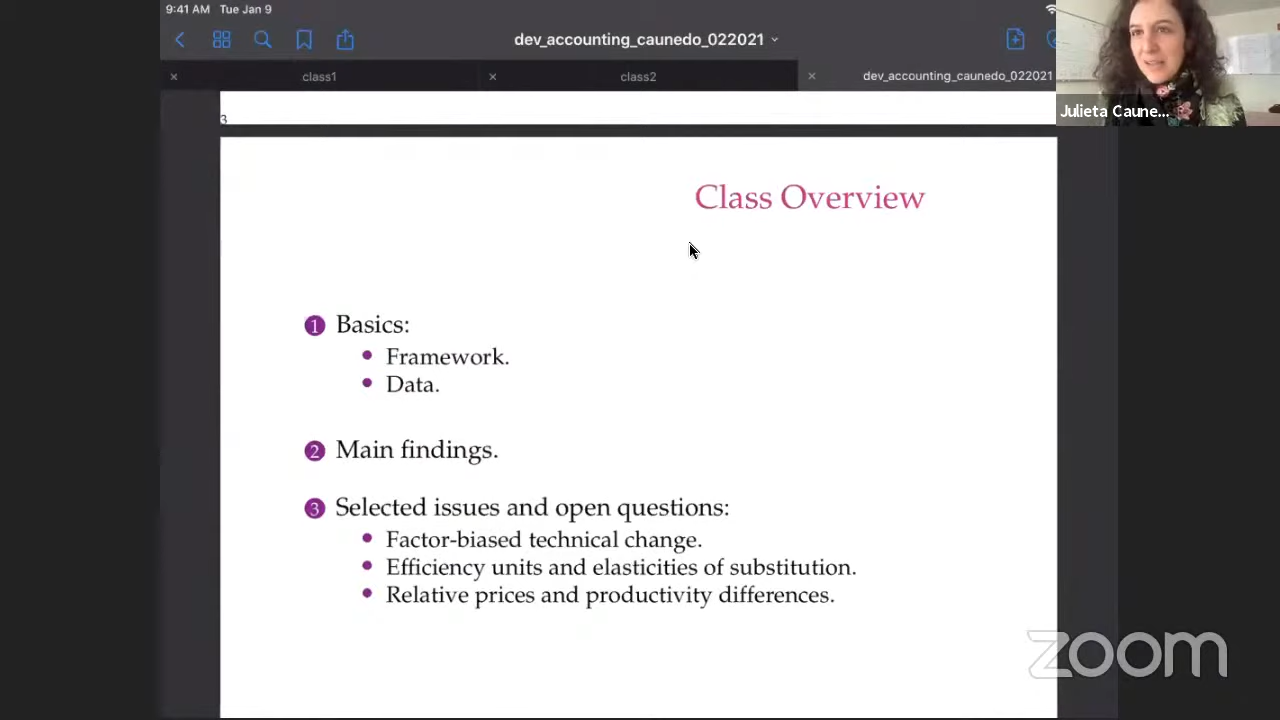 9:41 AM Tue Jan 9
dev_accounting_caunedo_022021
class1
class2
dev_accounting_caunedo_022021
Julieta Caune...
3
Class Overview
1 Basics:
• Framework.
• Data.
2 Main findings.
3 Selected issues and open questions:
• Factor-biased technical change.
• Efficiency units and elasticities of substitution.
• Relative prices and productivity differences.
zoom